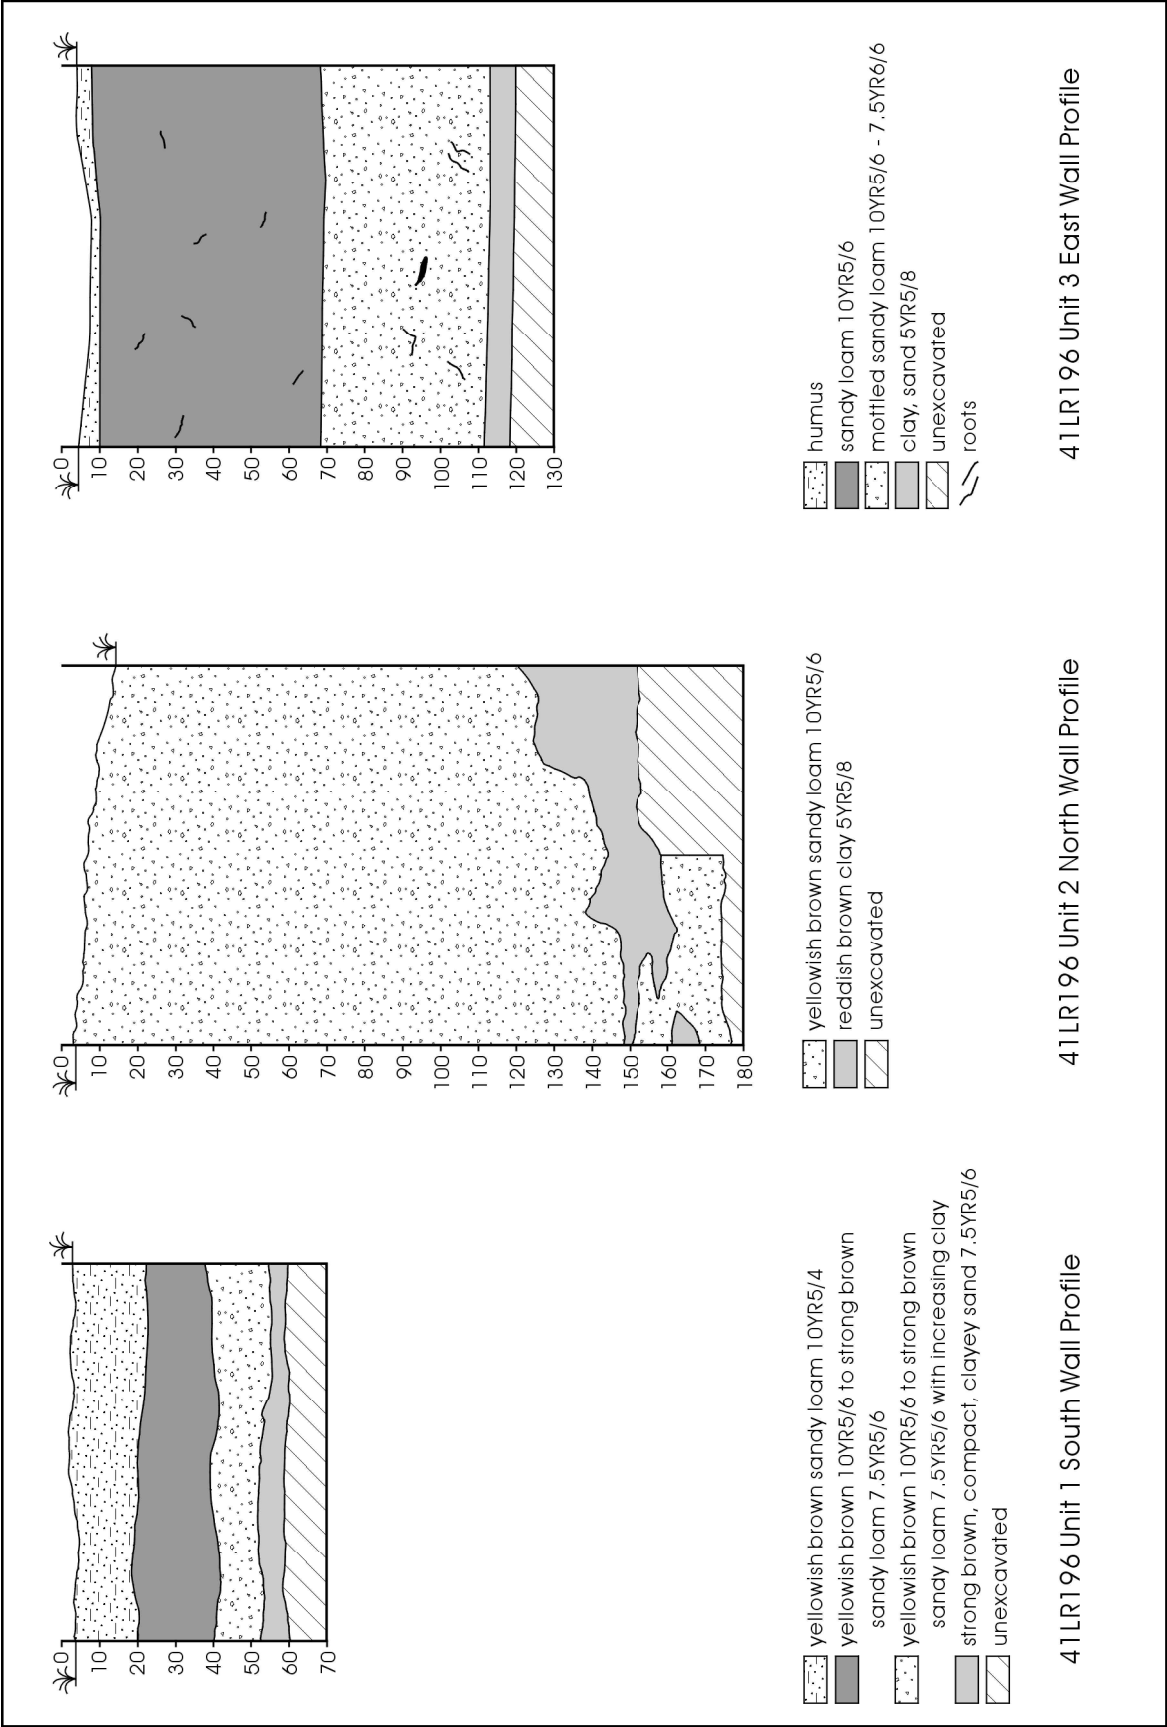 0
10
20
30
40
50
60
70
yellowish brown sandy loam 10YR5/4
yellowish brown 10YR5/6 to strong brown
sandy loam 7.5YR5/6
yellowish brown 10YR5/6 to strong brown
sandy loam 7.5YR5/6 with increasing clay
strong brown, compact, clayey sand 7.5YR5/6
unexcavated
41LR196 Unit 1 South Wall Profile
0
10
20
30
40
50
60
70
80
90
100
110
120
130
140
150
160
170
180
yellowish brown sandy loam 10YR5/6
reddish brown clay 5YR5/8
unexcavated
41LR196 Unit 2 North Wall Profile
0
10
20
30
40
50
60
70
80
90
100
110
120
130
humus
sandy loam 10YR5/6
mottled sandy loam 10YR5/6 - 7.5YR6/6
clay, sand 5YR5/8
unexcavated
roots
41LR196 Unit 3 East Wall Profile